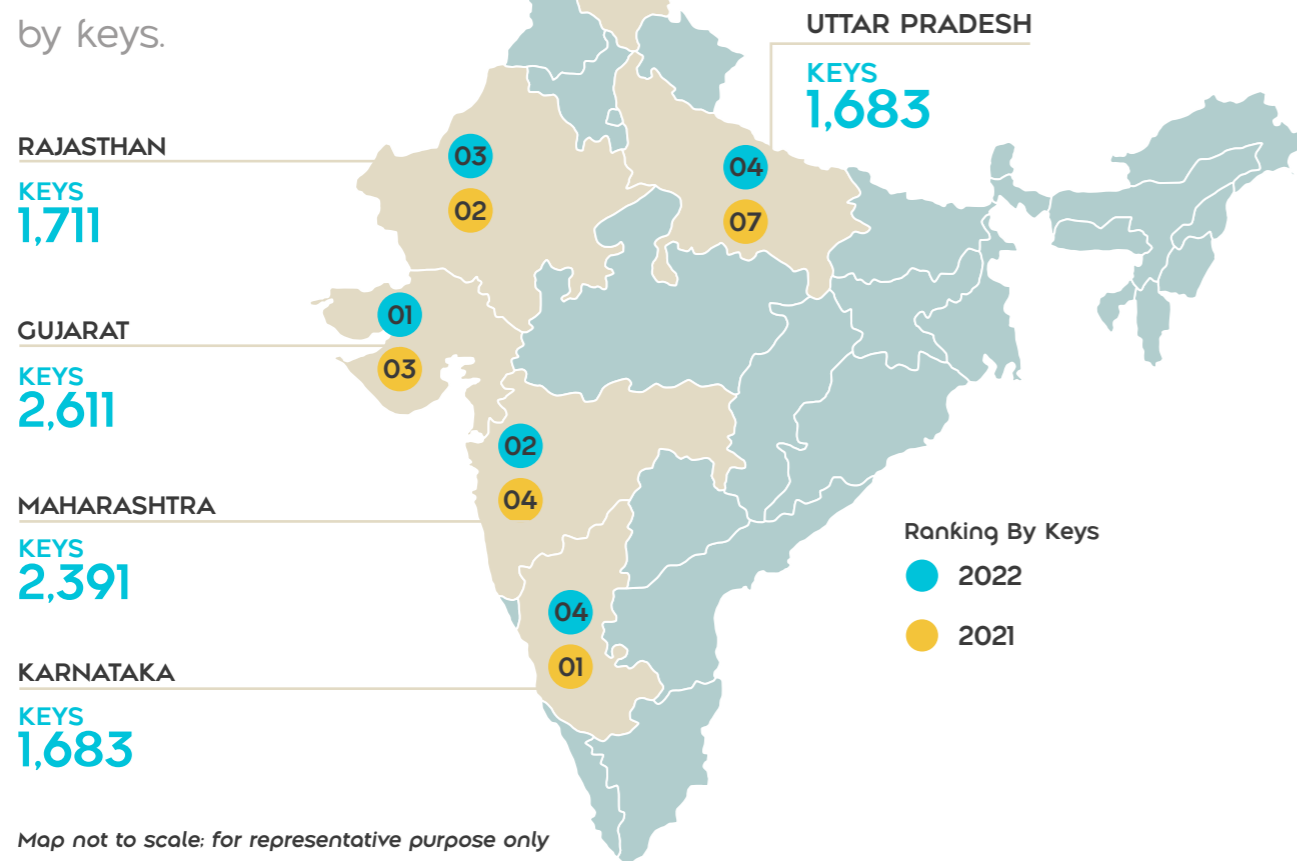 by keys.
UTTAR PRADESH
KEYS
1,683
RAJASTHAN
KEYS
1,711
03
02
04
07
GUJARAT
KEYS
2,611
01
03
MAHARASHTRA
KEYS
2,391
02
04
Ranking By Keys
2022
2021
KARNATAKA
KEYS
1,683
04
01
Map not to scale; for representative purpose only